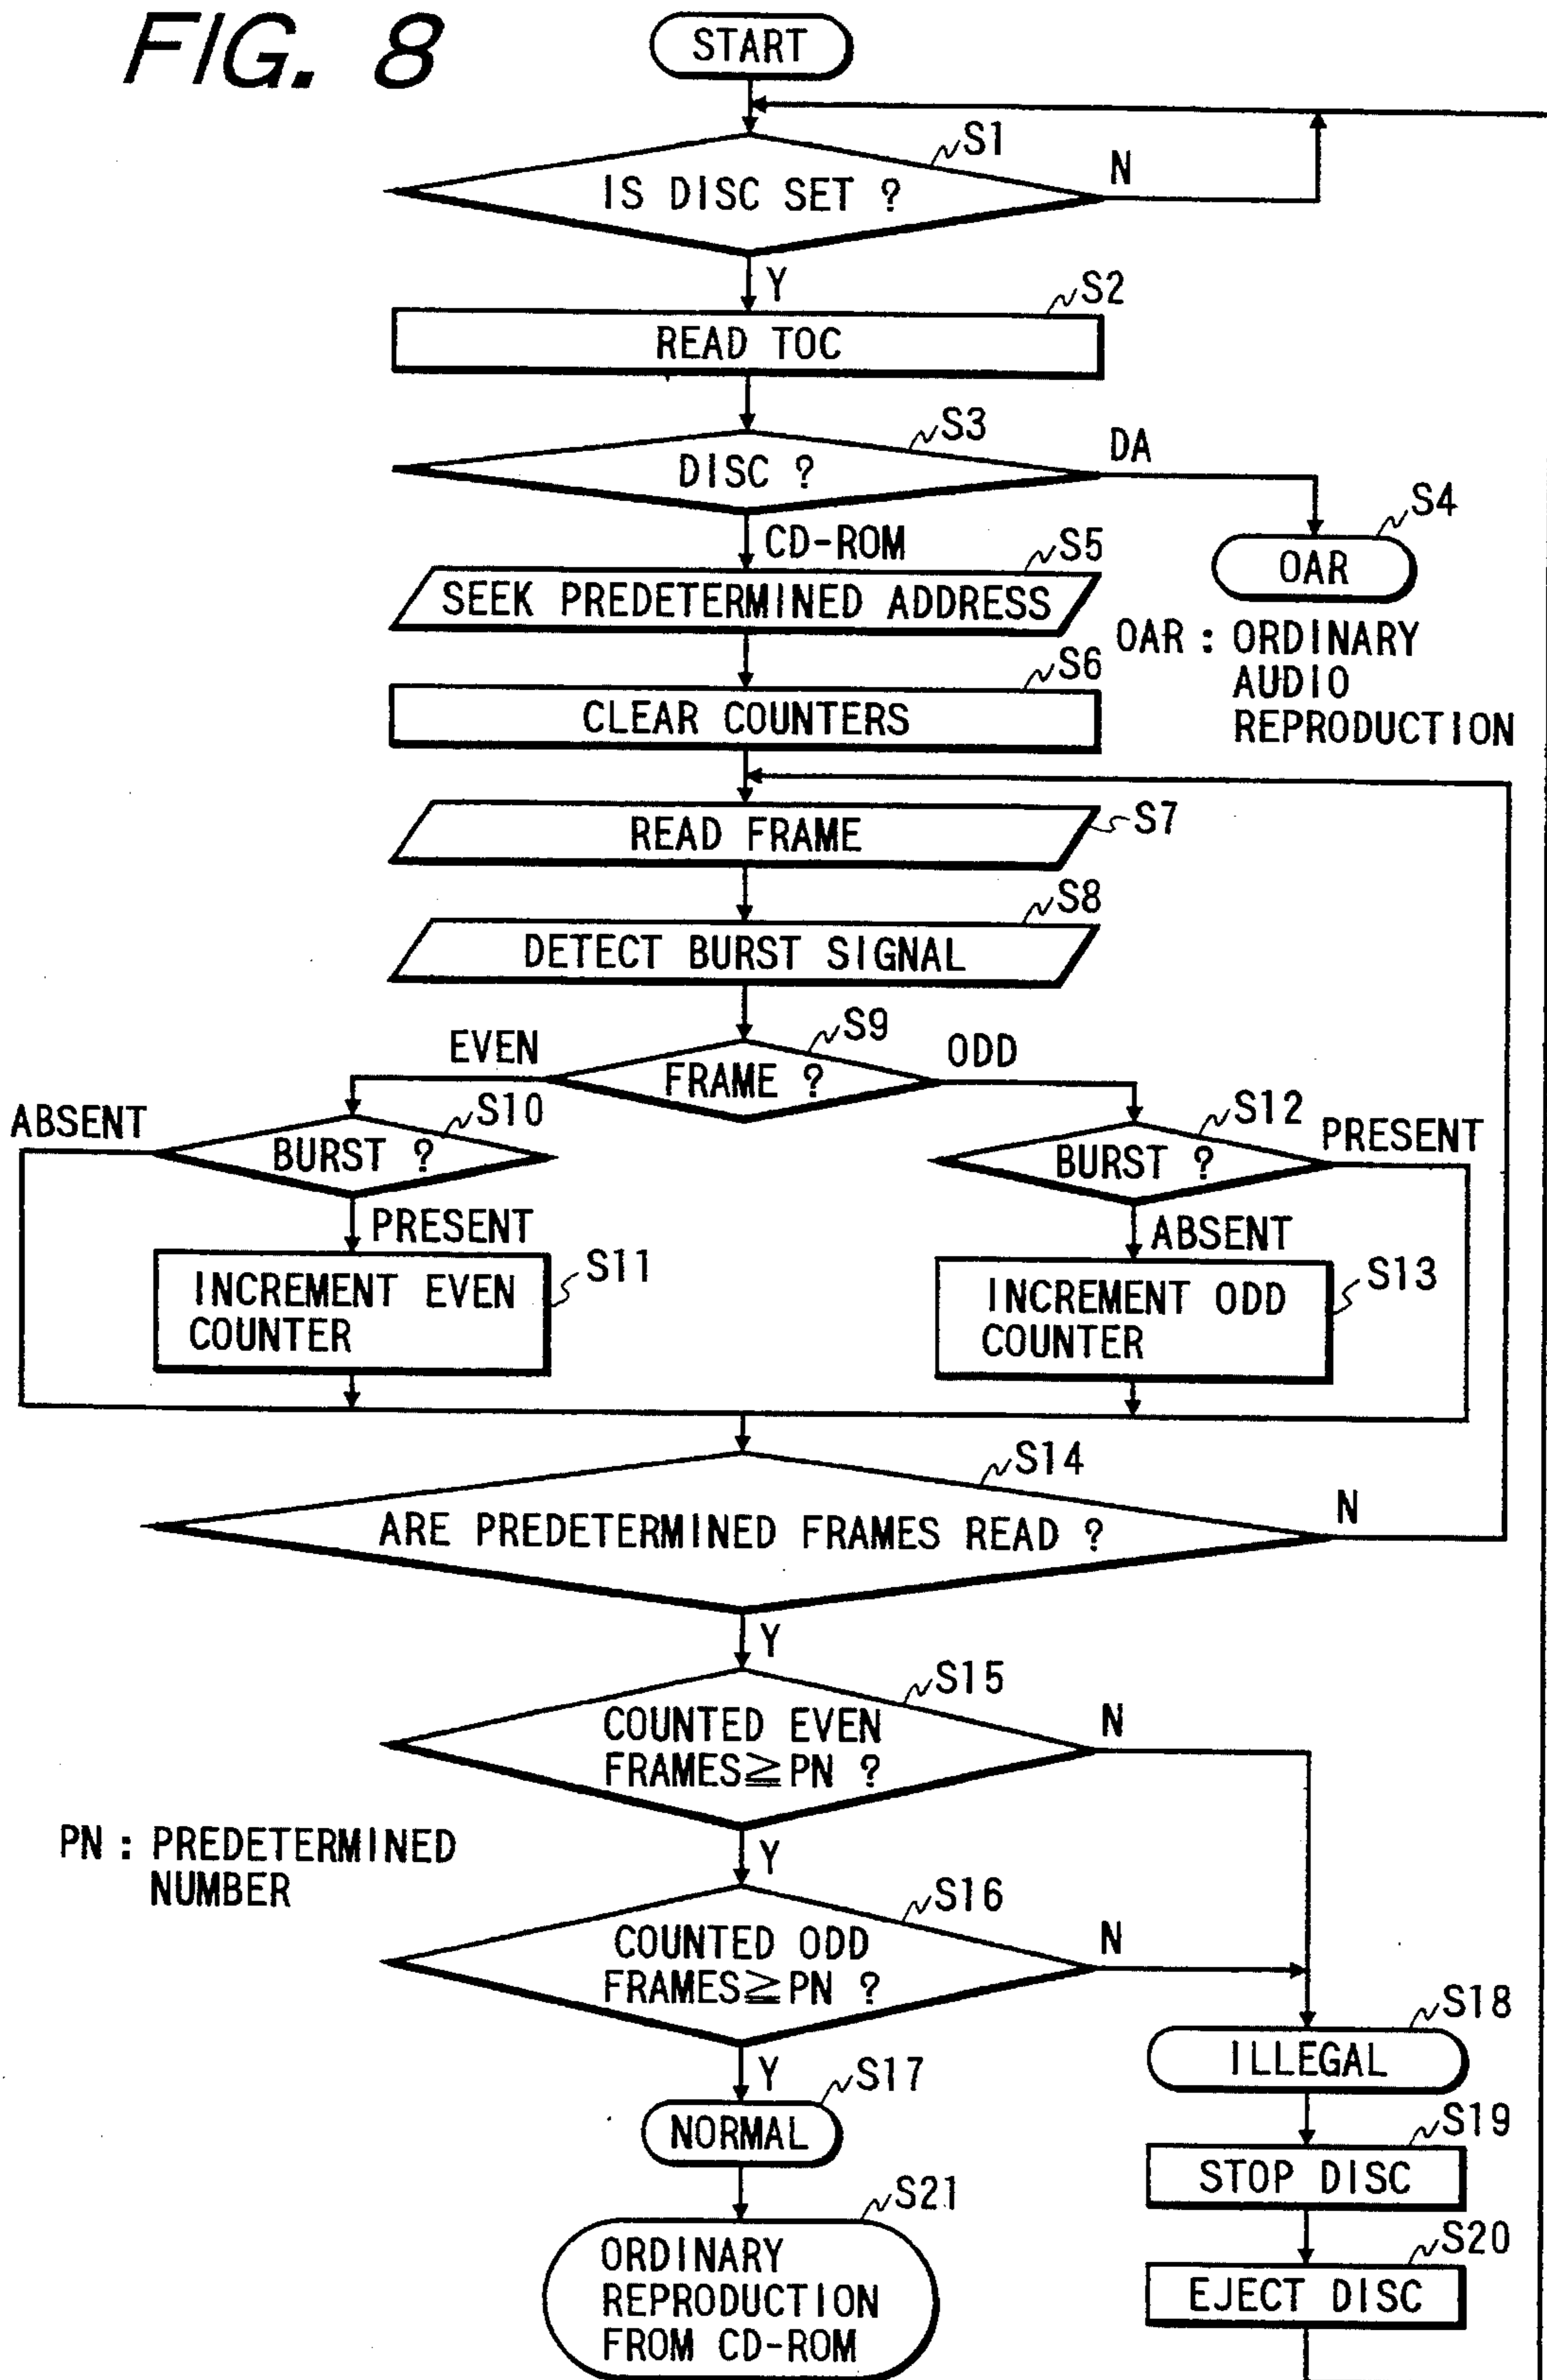 FIG. 8
START
S1
IS DISC SET ?
N
Y
S2
READ TOC
S3
DISC ?
DA
S4
OAR
CD-ROM
S5
SEEK PREDETERMINED ADDRESS
OAR : ORDINARY
AUDIO
REPRODUCTION
S6
CLEAR COUNTERS
S7
READ FRAME
S8
DETECT BURST SIGNAL
S9
EVEN
FRAME ?
ODD
ABSENT
S10
BURST ?
S12
BURST ?
PRESENT
PRESENT
ABSENT
S11
INCREMENT EVEN
COUNTER
S13
INCREMENT ODD
COUNTER
S14
ARE PREDETERMINED FRAMES READ ?
N
Y
S15
COUNTED EVEN
FRAMES≧PN ?
N
PN : PREDETERMINED
NUMBER
Y
S16
COUNTED ODD
FRAMES≧PN ?
N
Y
S17
NORMAL
S18
ILLEGAL
S19
STOP DISC
S21
ORDINARY
REPRODUCTION
FROM CD-ROM
S20
EJECT DISC